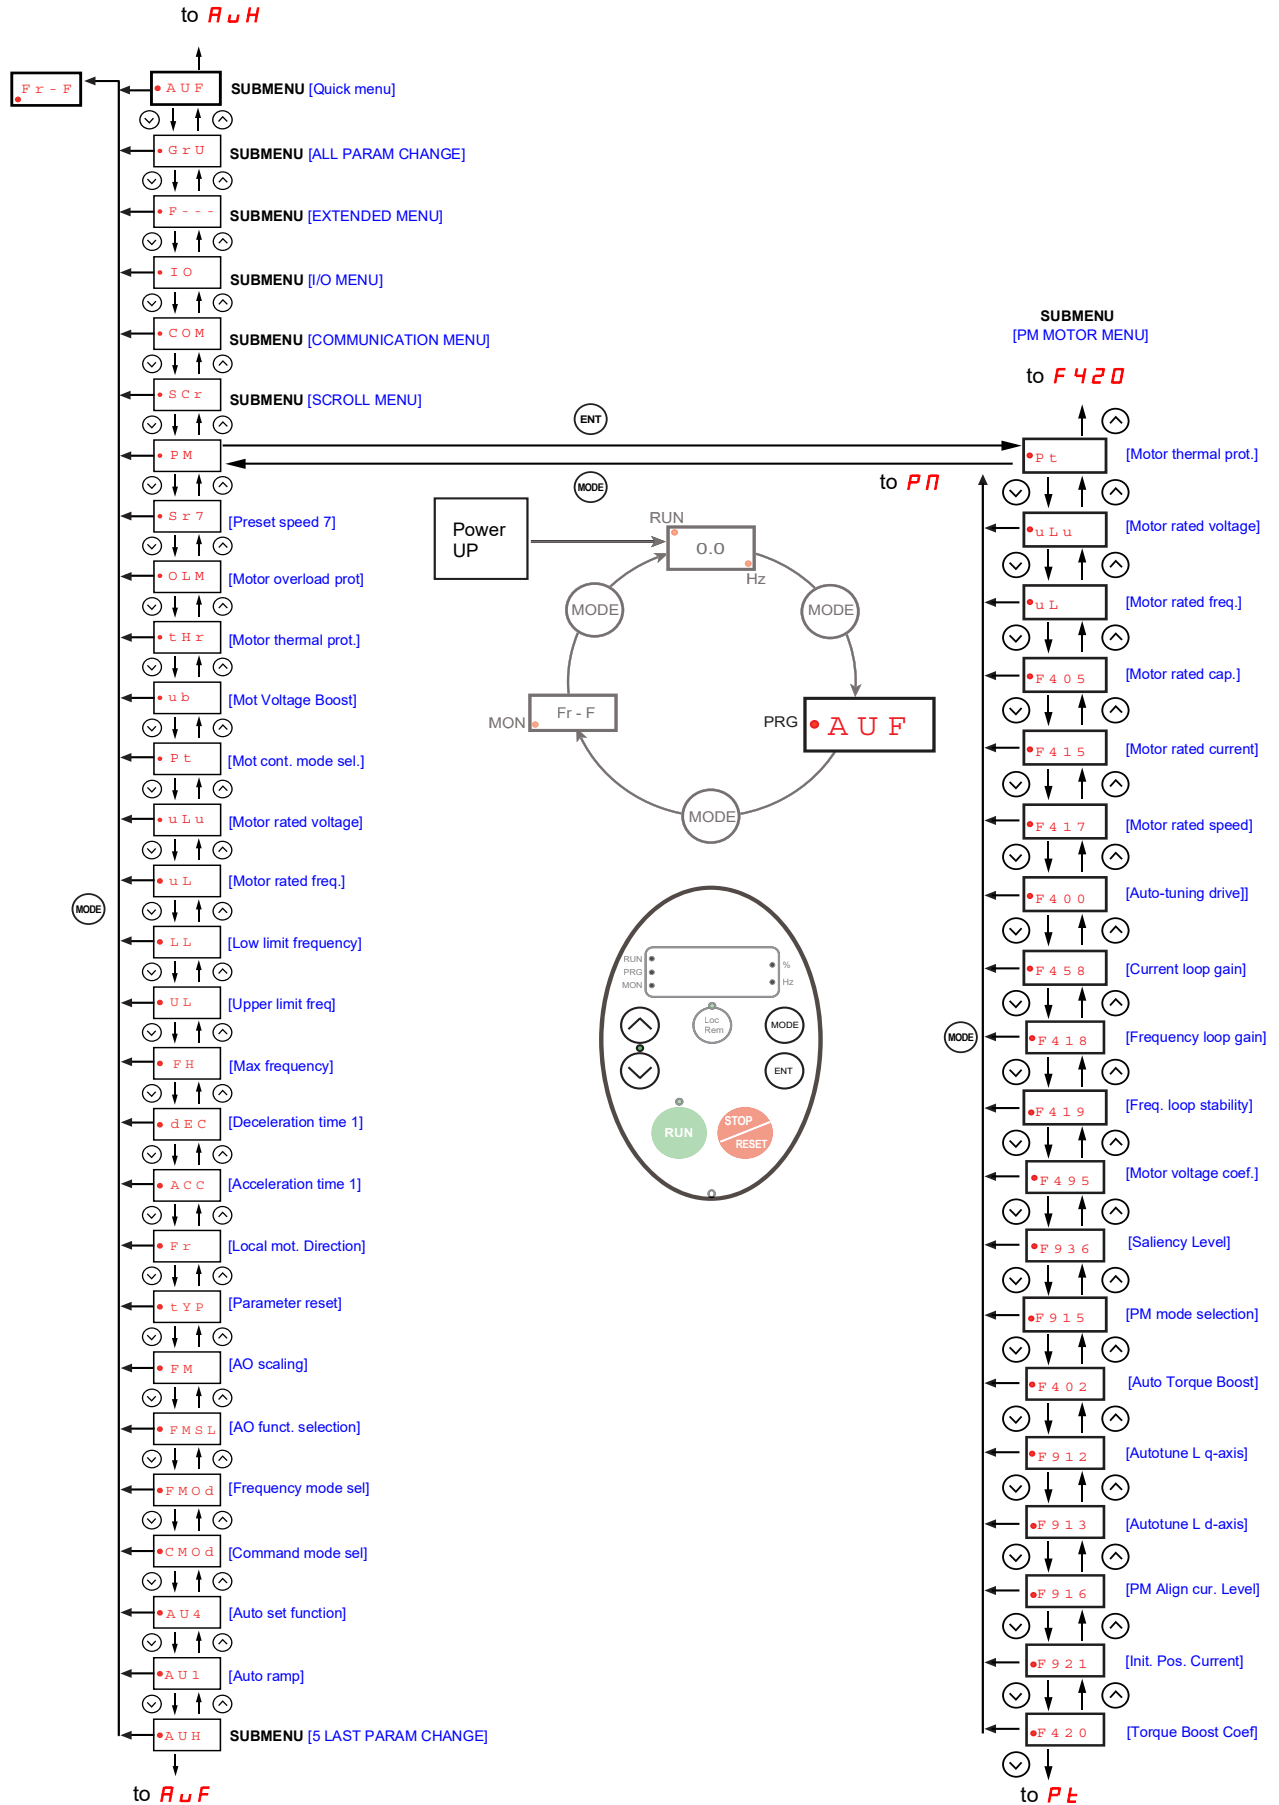 to AuH
Fr-F
AUF SUBMENU [Quick menu]
GrU SUBMENU [ALL PARAM CHANGE]
F--- SUBMENU [EXTENDED MENU]
IO SUBMENU [I/O MENU]
COM SUBMENU [COMMUNICATION MENU]
SCr SUBMENU [SCROLL MENU]
PM
Sr7 [Preset speed 7]
OLM [Motor overload prot]
tHr [Motor thermal prot.]
ub [Mot Voltage Boost]
Pt [Mot cont. mode sel.]
uLu [Motor rated voltage]
uL [Motor rated freq.]
MODE
LL [Low limit frequency]
UL [Upper limit freq]
FH [Max frequency]
dEC [Deceleration time 1]
ACC [Acceleration time 1]
Fr [Local mot. Direction]
tYP [Parameter reset]
FM [AO scaling]
FMSL [AO funct. selection]
FMOd [Frequency mode sel]
CMOd [Command mode sel]
AU4 [Auto set function]
AU1 [Auto ramp]
AUH SUBMENU [5 LAST PARAM CHANGE]
to AuF
ENT
MODE
Power
UP
RUN
0.0
Hz
MODE
MODE
MON
Fr - F
PRG
AUF
MODE
RUN
PRG
MON
%
Hz
Loc
Rem
MODE
ENT
RUN
STOP
RESET
SUBMENU
[PM MOTOR MENU]
to F420
to PM
Pt [Motor thermal prot.]
uLu [Motor rated voltage]
uL [Motor rated freq.]
F405 [Motor rated cap.]
F415 [Motor rated current]
F417 [Motor rated speed]
F400 [Auto-tuning drive]]
F458 [Current loop gain]
MODE
F418 [Frequency loop gain]
F419 [Freq. loop stability]
F495 [Motor voltage coef.]
F936 [Saliency Level]
F915 [PM mode selection]
F402 [Auto Torque Boost]
F912 [Autotune L q-axis]
F913 [Autotune L d-axis]
F916 [PM Align cur. Level]
F921 [Init. Pos. Current]
F420 [Torque Boost Coef]
to Pt